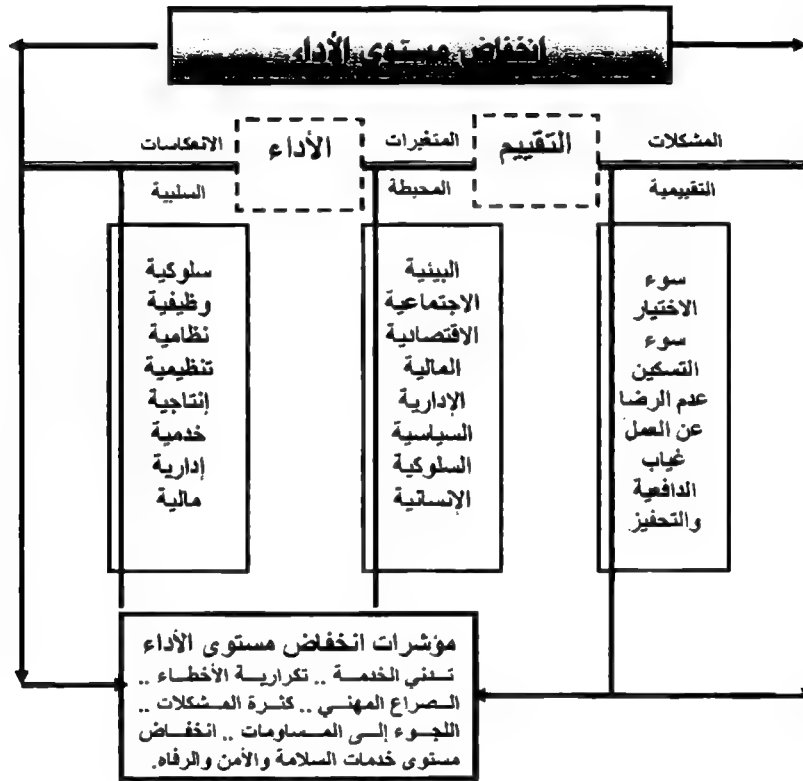 انخفاض مستوى الأداء
المشكلات
التقييمية
التقييم
المتغيرات
المحيطة
الأداء
الانعكاسات
السلبية
سوء
الاختيار
سوء
التسكين
عدم الرضا
عن العمل
غياب
الدافعية
والتحفيز
البيئية
الاجتماعية
الاقتصادية
المالية
الإدارية
السياسية
السلوكية
الإنسانية
سلوكية
وظيفية
نظامية
تنظيمية
إنتاجية
خدمية
إدارية
مالية
مؤشرات انخفاض مستوى الأداء
تدني الخدمة .. تكرارية الأخطاء ..
الصراع المهني .. كثرة المشكلات ..
اللجوء إلى المساومات .. انخفاض
مستوى خدمات السلامة والأمن والرفاه.